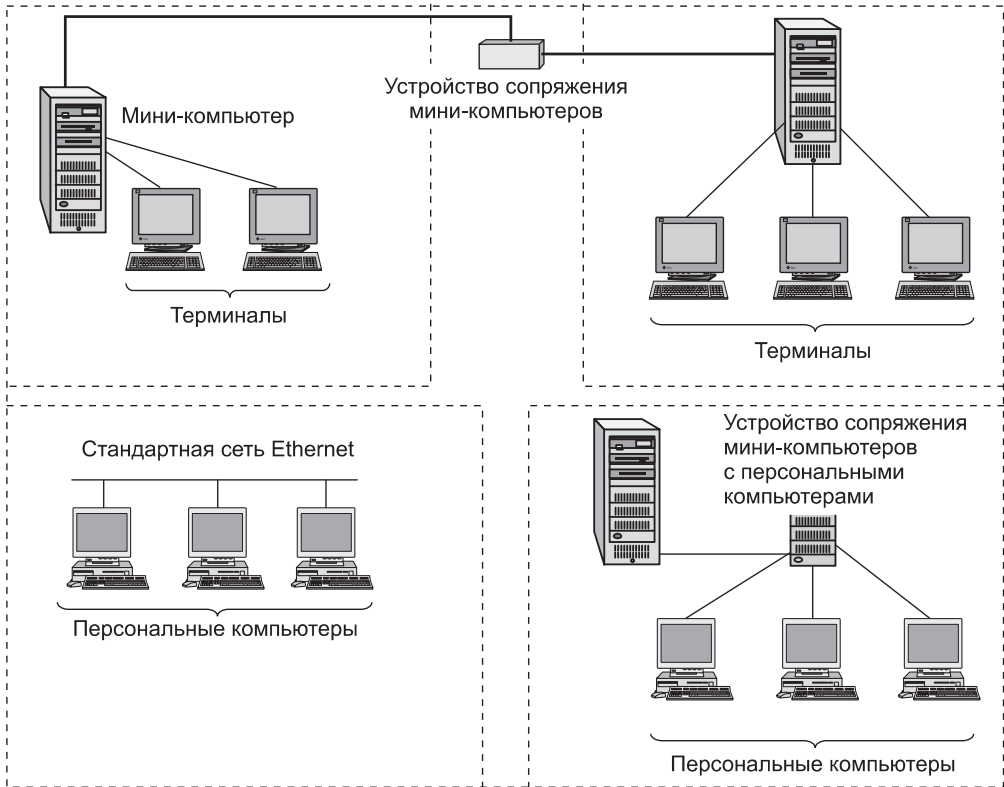 Устройство сопряжения
мини-компьютеров
Мини-компьютер
Терминалы
Терминалы
Стандартная сеть Ethernet
Персональные компьютеры
Устройство сопряжения
мини-компьютеров
с персональными
компьютерами
Персональные компьютеры